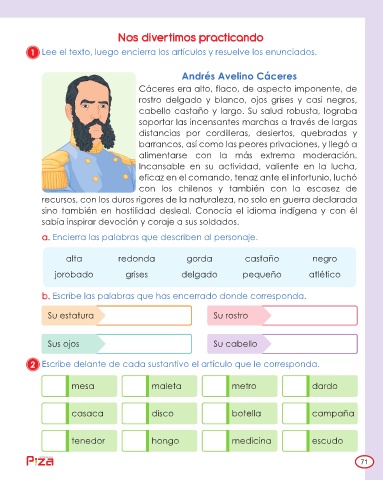 Nos divertimos practicando
1 Lee el texto, luego encierra los artículos y resuelve los enunciados.
Andrés Avelino Cáceres
Cáceres era alto, flaco, de aspecto imponente, de
rostro delgado y blanco, ojos grises y casi negros,
cabello castaño y largo. Su salud robusta, lograba
soportar las incensantes marchas a través de largas
distancias por cordilleras, desiertos, quebradas y
barrancos, así como las peores privaciones, y llegó a
alimentarse con la más extrema moderación.
Incansable en su actividad, valiente en la lucha,
eficaz en el comando, tenaz ante el infortunio, luchó
con los chilenos y también con la escasez de
recursos, con los duros rigores de la naturaleza, no solo en guerra declarada
sino también en hostilidad desleal. Conocía el idioma indígena y con él
sabía inspirar devoción y coraje a sus soldados.
a. Encierra las palabras que describen al personaje.
alta redonda gorda castaño negro
jorobado grises delgado pequeño atlético
b. Escribe las palabras que has encerrado donde corresponda.
Su estatura Su rostro
Sus ojos Su cabello
2 Escribe delante de cada sustantivo el artículo que le corresponda.
mesa maleta metro dardo
casaca disco botella campaña
tenedor hongo medicina escudo
P:za 71